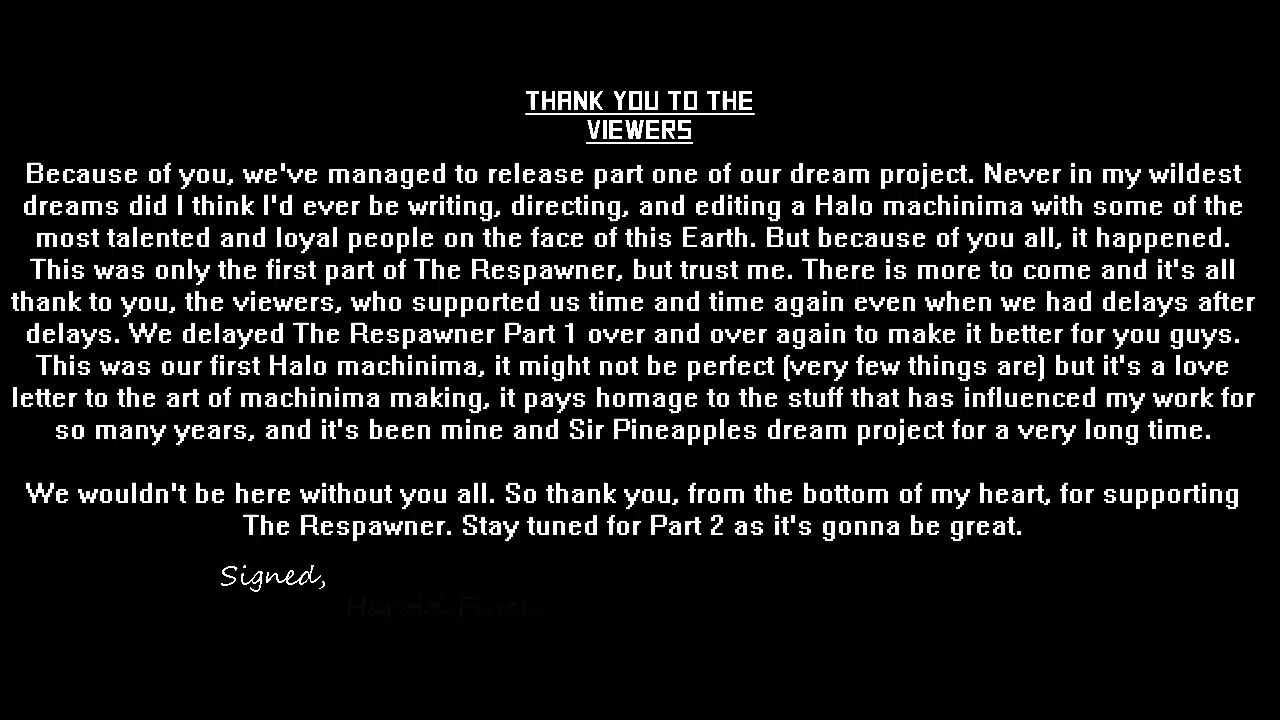 THANK YOU TO THE
VIEWERS
Because of you, we've managed to release part one of our dream project. Never in my wildest
dreams did I think I'd ever be writing, directing, and editing a Halo machinima with some of the
most talented and loyal people on the face of this Earth. But because of you all, it happened.
This was only the first part of The Respawner, but trust me. There is more to come and it's all
thank to you, the viewers, who supported us time and time again even when we had delays after
delays. We delayed The Respawner Part 1 over and over again to make it better for you guys.
This was our first Halo machinima, it might not be perfect (very few things are) but it's a love
letter to the art of machinima making, it pays homage to the stuff that has influenced my work for
so many years, and it's been mine and Sir Pineapples dream project for a very long time.
We wouldn't be here without you all. So thank you, from the bottom of my heart, for supporting
The Respawner. Stay tuned for Part 2 as it's gonna be great.
Signed,